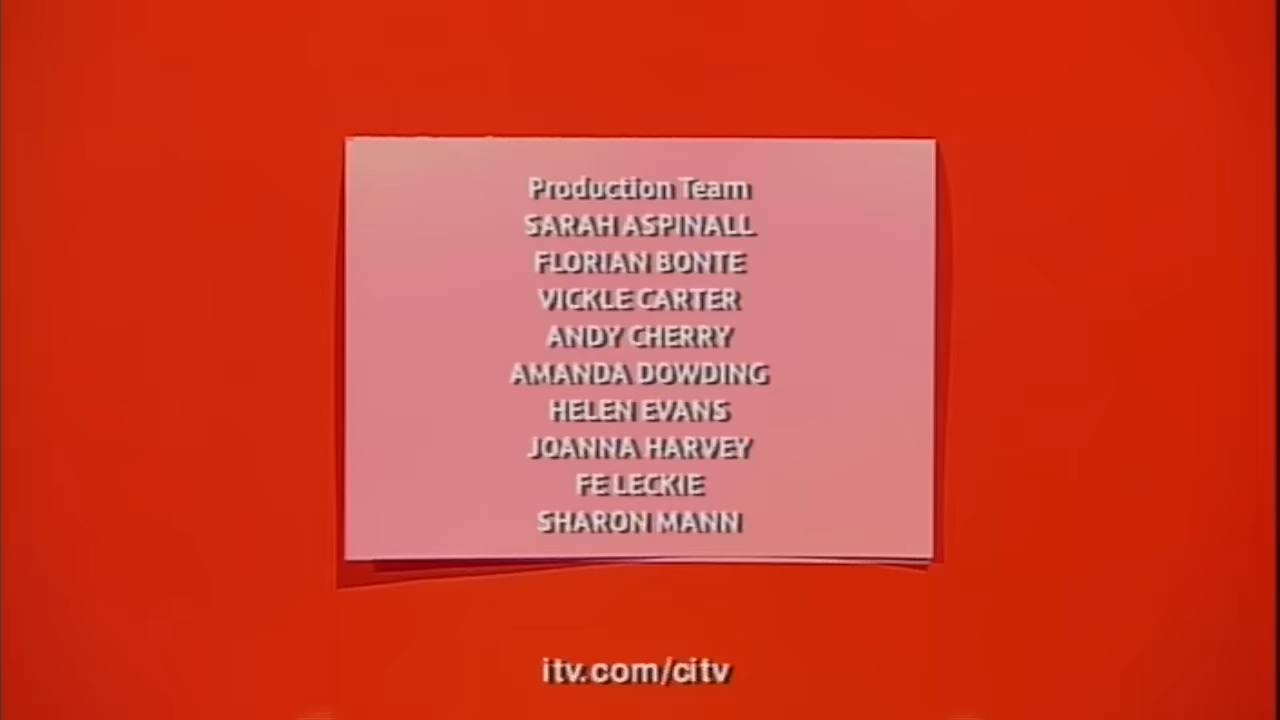 Production Team
SARAH ASPINALL
FLORIAN BONTE
VICKLE CARTER
ANDY CHERRY
AMANDA DOWDING
HELEN EVANS
JOANNA HARVEY
FE LECKIE
SHARON MANN
itv.com/citv